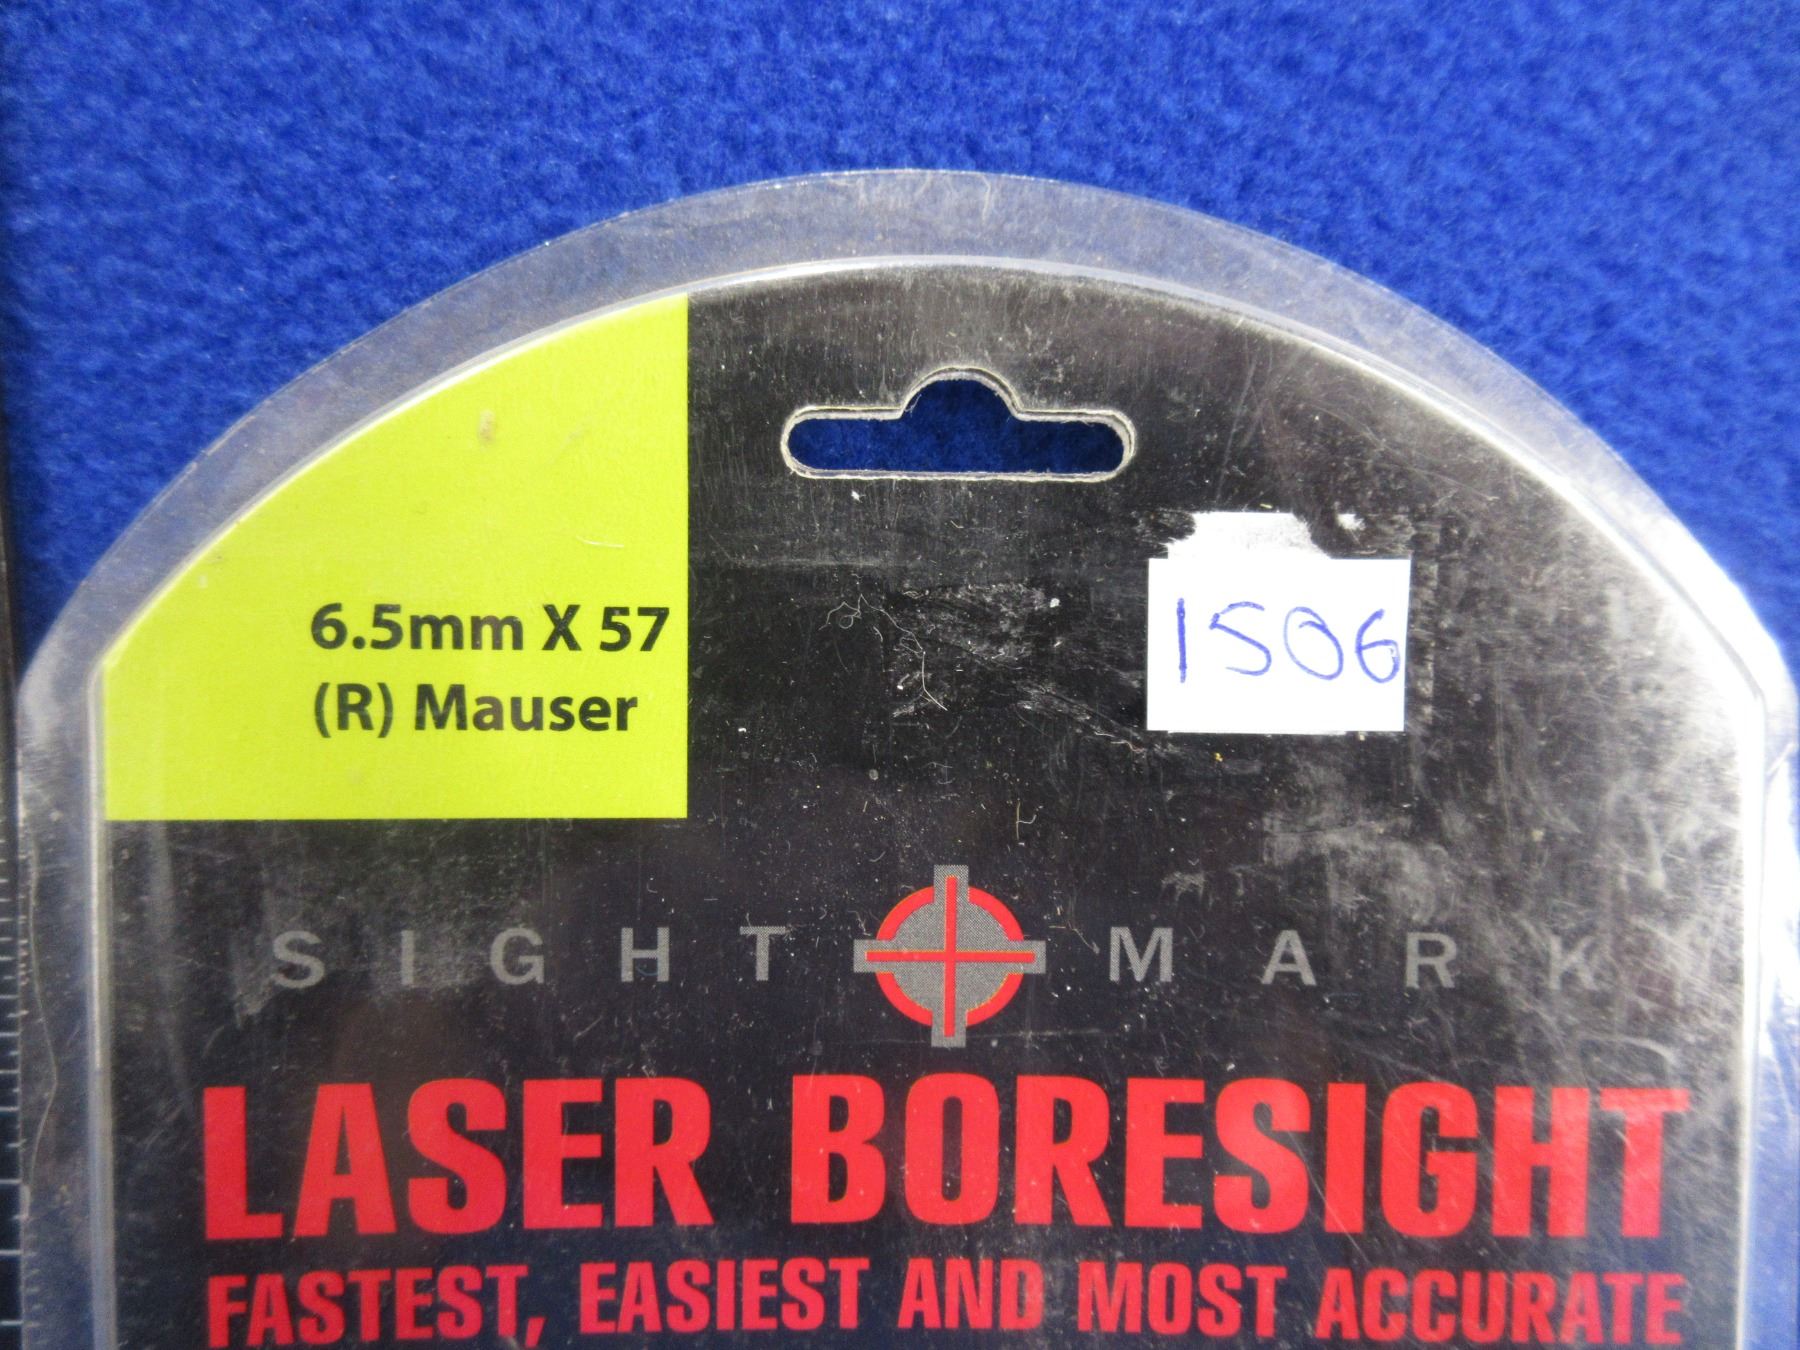 6.5mm X 57
(R) Mauser
1506
SIGHT MARK
LASER BORESIGHT
FASTEST, EASIEST AND MOST ACCURATE